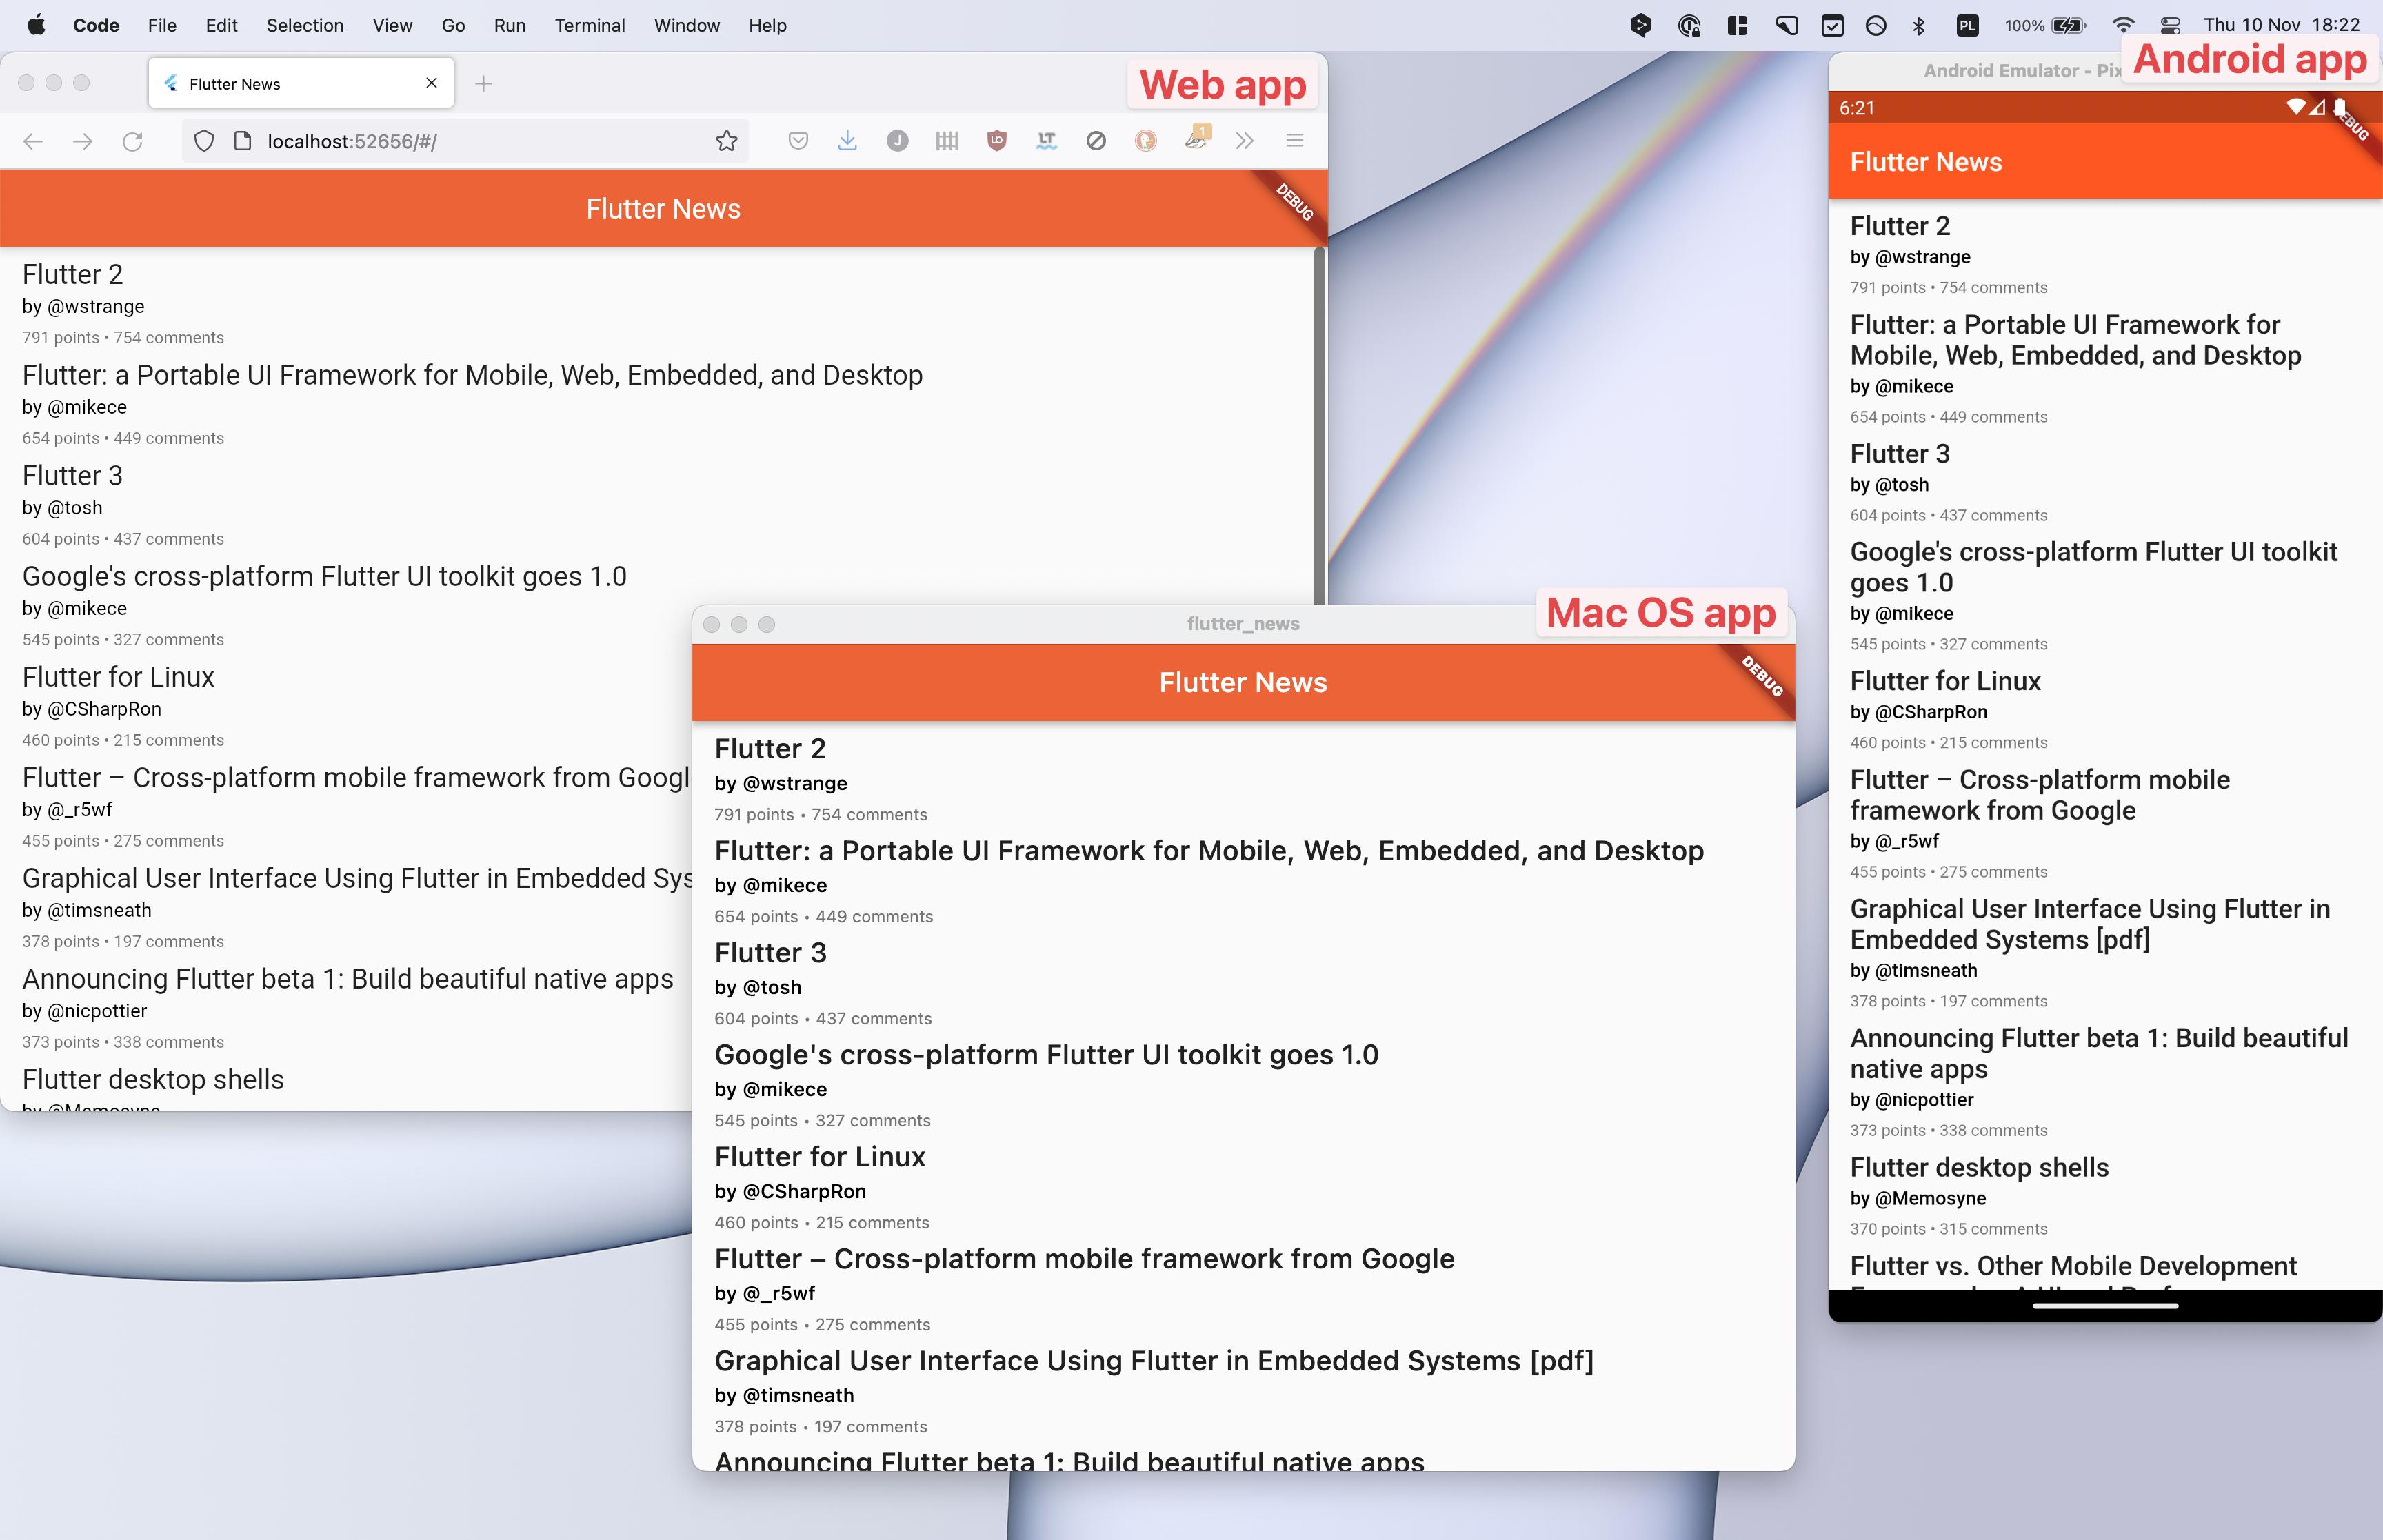 Code File Edit Selection View Go Run Terminal Window Help
PL 100% Thu 10 Nov 18:22
Flutter News
Web app
localhost:52656/#/
J
UD
LT
1
Flutter News
DEBUG
Flutter 2
by @wstrange
791 points • 754 comments
Flutter: a Portable UI Framework for Mobile, Web, Embedded, and Desktop
by @mikece
654 points • 449 comments
Flutter 3
by @tosh
604 points • 437 comments
Google's cross-platform Flutter UI toolkit goes 1.0
by @mikece
545 points • 327 comments
Flutter for Linux
by @CSharpRon
460 points • 215 comments
Flutter – Cross-platform mobile framework from Googl
by @_r5wf
455 points • 275 comments
Graphical User Interface Using Flutter in Embedded Sys
by @timsneath
378 points • 197 comments
Announcing Flutter beta 1: Build beautiful native apps
by @nicpottier
373 points • 338 comments
Flutter desktop shells
by @Memosyne
flutter_news
Mac OS app
Flutter News
DEBUG
Flutter 2
by @wstrange
791 points • 754 comments
Flutter: a Portable UI Framework for Mobile, Web, Embedded, and Desktop
by @mikece
654 points • 449 comments
Flutter 3
by @tosh
604 points • 437 comments
Google's cross-platform Flutter UI toolkit goes 1.0
by @mikece
545 points • 327 comments
Flutter for Linux
by @CSharpRon
460 points • 215 comments
Flutter – Cross-platform mobile framework from Google
by @_r5wf
455 points • 275 comments
Graphical User Interface Using Flutter in Embedded Systems [pdf]
by @timsneath
378 points • 197 comments
Announcing Flutter beta 1: Build beautiful native apps
Android Emulator - Pix
Android app
6:21
Flutter News
Flutter 2
by @wstrange
791 points • 754 comments
Flutter: a Portable UI Framework for
Mobile, Web, Embedded, and Desktop
by @mikece
654 points • 449 comments
Flutter 3
by @tosh
604 points • 437 comments
Google's cross-platform Flutter UI toolkit
goes 1.0
by @mikece
545 points • 327 comments
Flutter for Linux
by @CSharpRon
460 points • 215 comments
Flutter – Cross-platform mobile
framework from Google
by @_r5wf
455 points • 275 comments
Graphical User Interface Using Flutter in
Embedded Systems [pdf]
by @timsneath
378 points • 197 comments
Announcing Flutter beta 1: Build beautiful
native apps
by @nicpottier
373 points • 338 comments
Flutter desktop shells
by @Memosyne
370 points • 315 comments
Flutter vs. Other Mobile Development